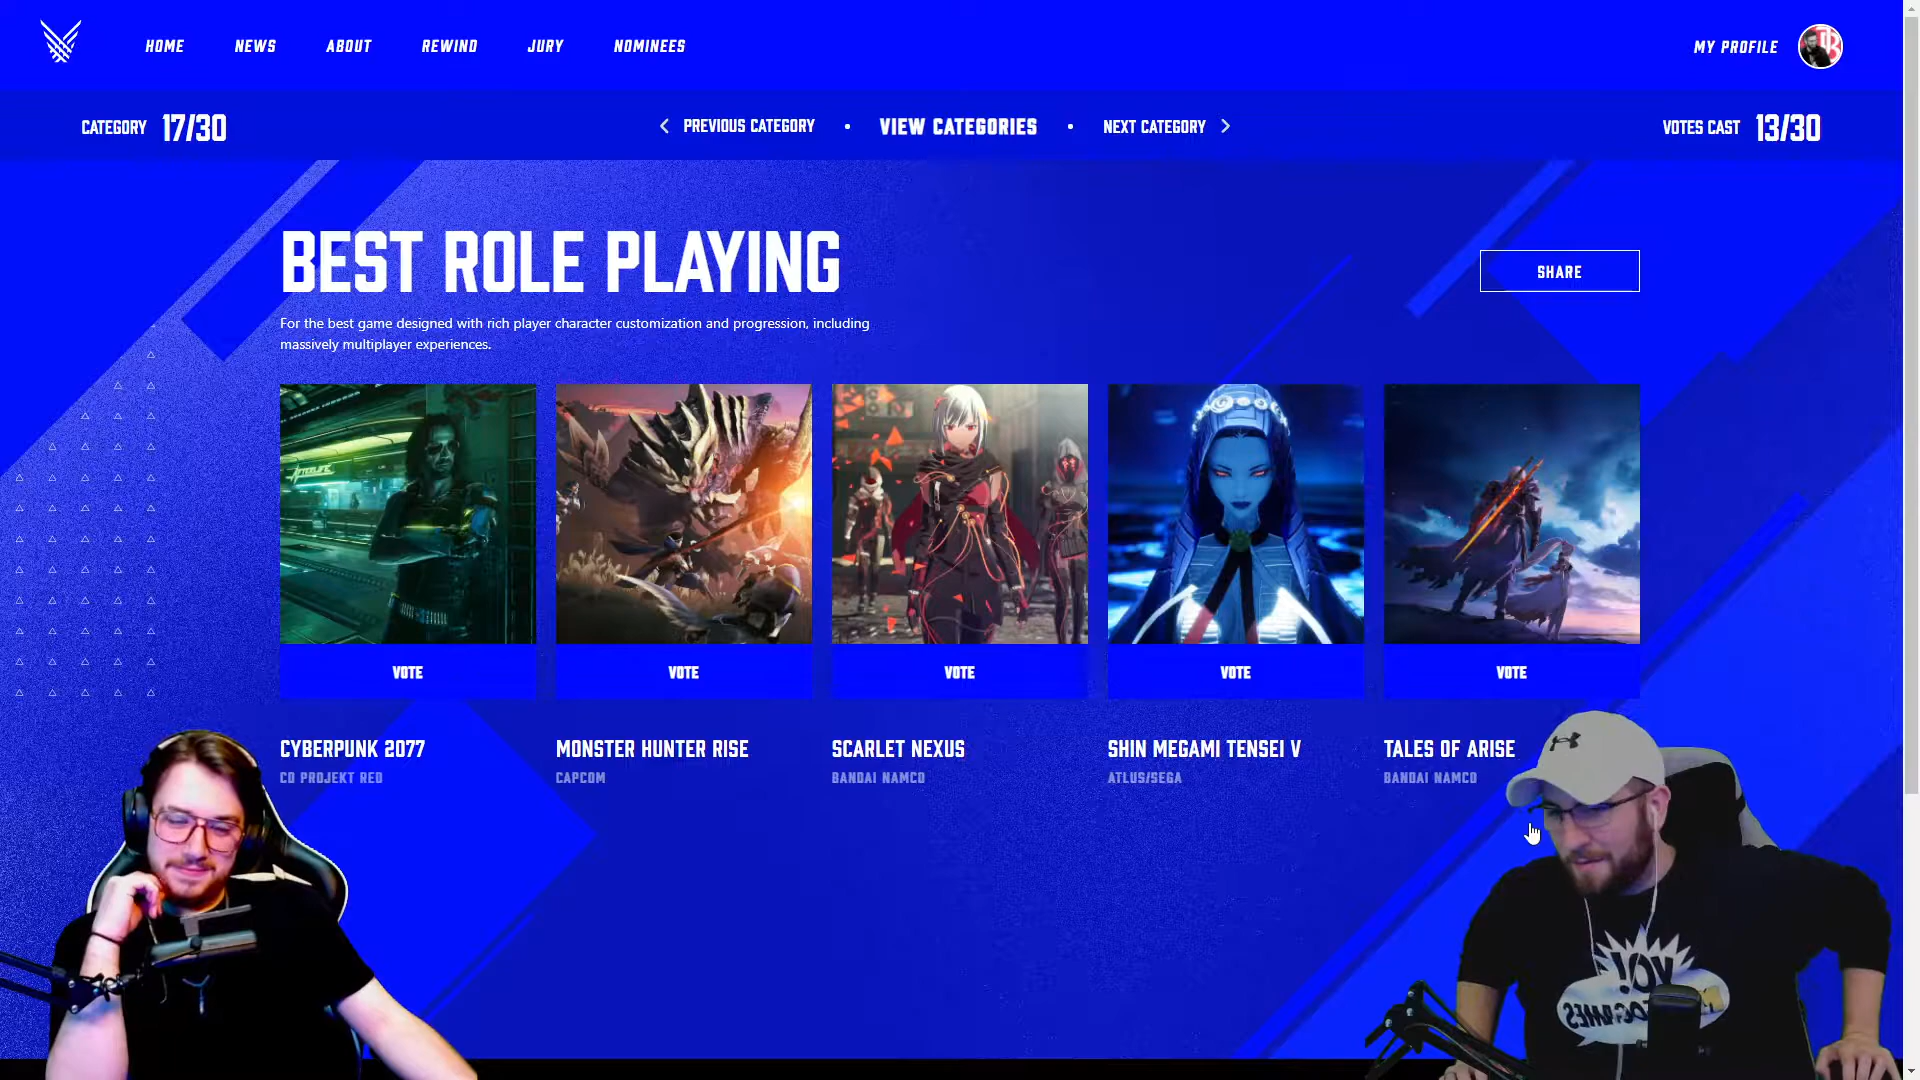 HOME NEWS ABOUT REWIND JURY NOMINEES MY PROFILE
CATEGORY 17/30 PREVIOUS CATEGORY • VIEW CATEGORIES • NEXT CATEGORY VOTES CAST 13/30
BEST ROLE PLAYING
SHARE
For the best game designed with rich player character customization and progression, including
massively multiplayer experiences.
AFTERLIFE
VOTE VOTE VOTE VOTE VOTE
CYBERPUNK 2077 MONSTER HUNTER RISE SCARLET NEXUS SHIN MEGAMI TENSEI V TALES OF ARISE
CD PROJEKT RED CAPCOM BANDAI NAMCO ATLUS/SEGA BANDAI NAMCO
YO!